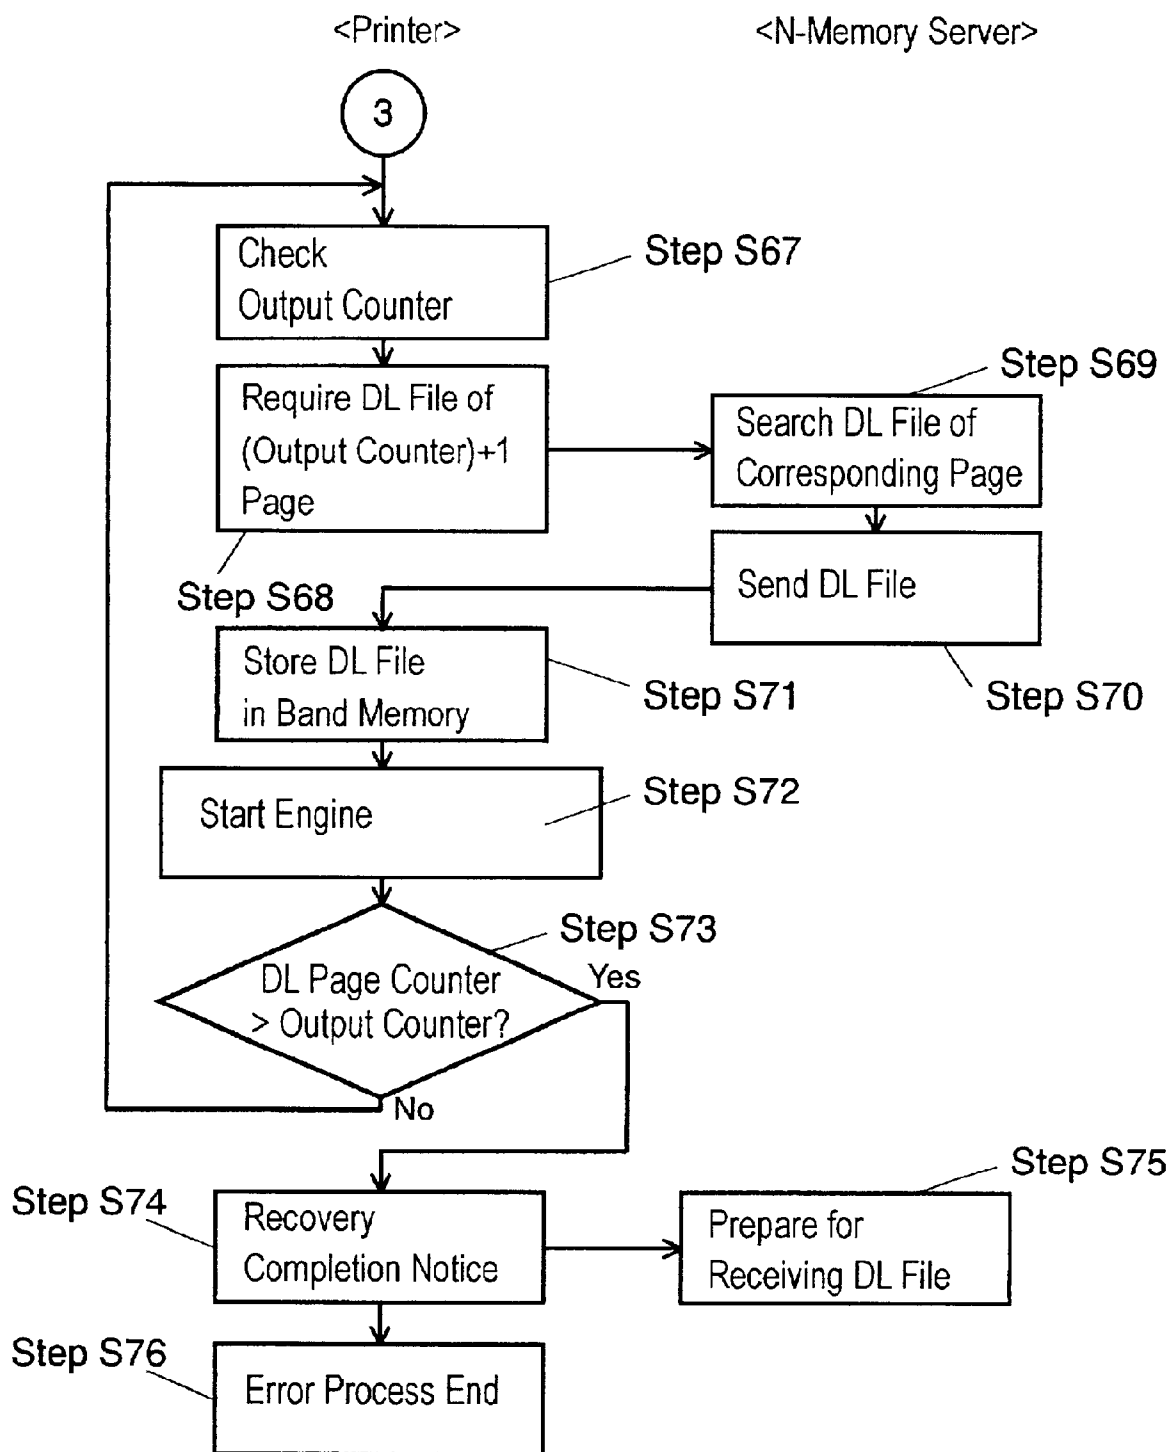 <Printer>
<N-Memory Server>
3
Check
Output Counter
Step S67
Require DL File of
(Output Counter)+1
Page
Step S68
Step S69
Search DL File of
Corresponding Page
Send DL File
Step S70
Store DL File
in Band Memory
Step S71
Start Engine
Step S72
Step S73
DL Page Counter
> Output Counter?
Yes
No
Step S74
Recovery
Completion Notice
Step S75
Prepare for
Receiving DL File
Step S76
Error Process End